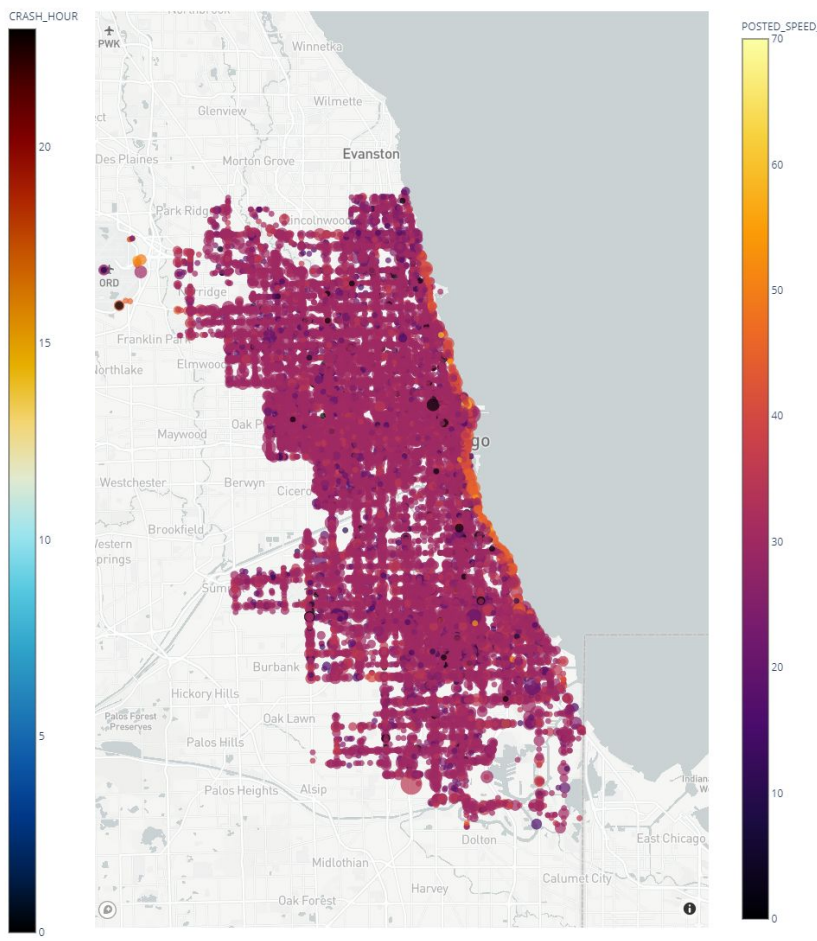 CRASH_HOUR
20
15
10
5
0
PWK
Winnetka
Wilmette
Glenview
ect
Des Plaines
Morton Grove
Evanston
Park Ridg
Lincolnwood
ORD
Norridge
Franklin Park
Elmwood
Northlake
Oak P
Maywood
go
Westchester
Berwyn
Cicero
Brookfield
Western
Springs
Summ
Burbank
Hickory Hills
Palos Forest
Preserves
Oak Lawn
Palos Hills
Palos Heights
Alsip
Dolton
Indiana
East Chicago
Midlothian
Calumet City
Harvey
Oak Forest
POSTED_SPEED_
70
60
50
40
30
20
10
0